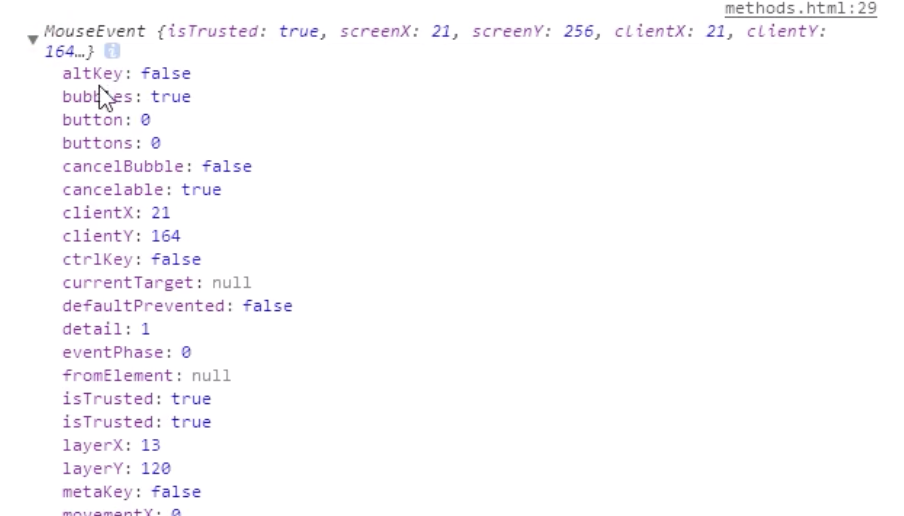 methods.html:29
▼ MouseEvent {isTrusted: true, screenX: 21, screenY: 256, clientX: 21, clientY:
164…} i
altKey: false
bubbles: true
button: 0
buttons: 0
cancelBubble: false
cancelable: true
clientX: 21
clientY: 164
ctrlKey: false
currentTarget: null
defaultPrevented: false
detail: 1
eventPhase: 0
fromElement: null
isTrusted: true
isTrusted: true
layerX: 13
layerY: 120
metaKey: false
movementX: 0